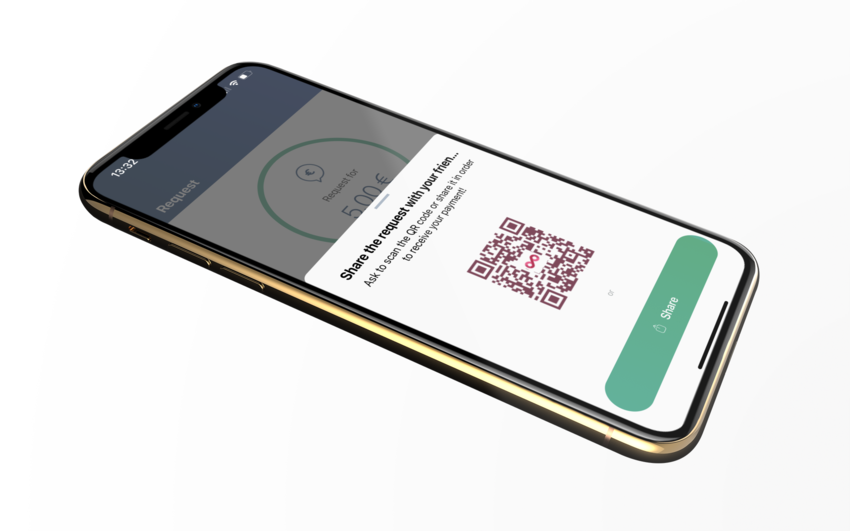 13:32
Request
€
Request for
5,00 €
Share the request with your frien...
Ask to scan the QR code or share it in order
to receive your payment!
or
Share